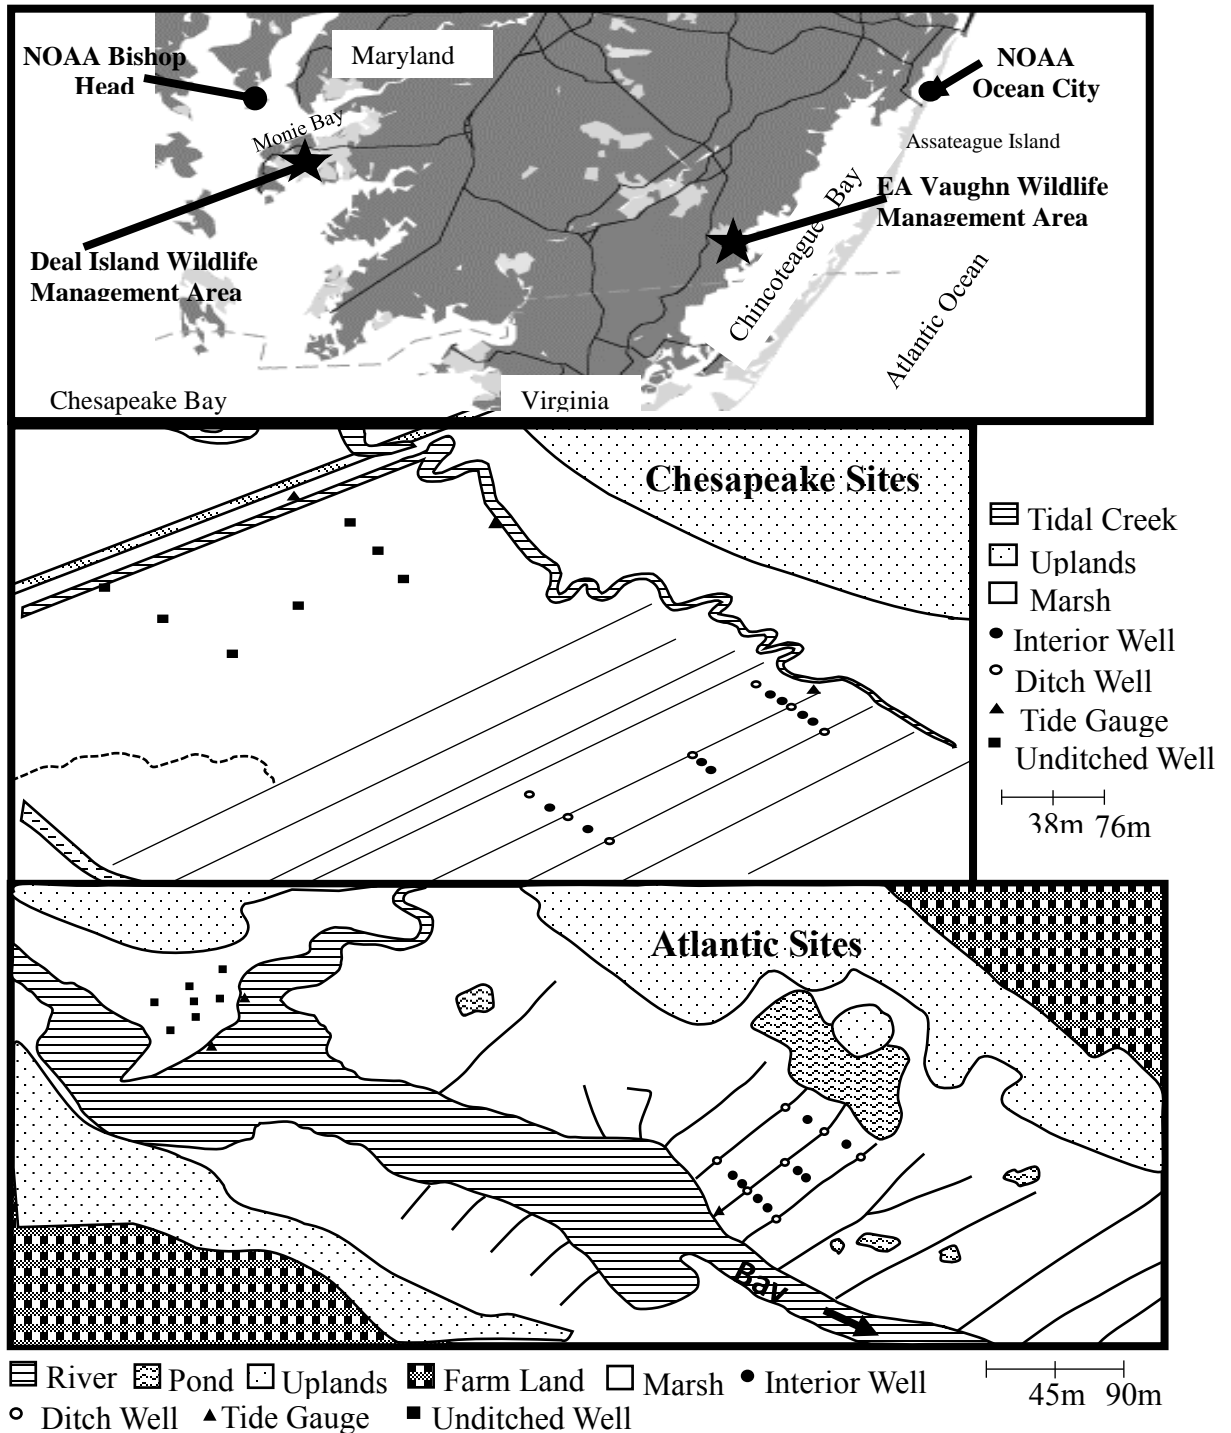 NOAA Bishop
Head
Maryland
NOAA
Ocean City
Monie Bay
Assateague Island
EA Vaughn Wildlife
Management Area
Deal Island Wildlife
Management Area
Chincoteague Bay
Atlantic Ocean
Chesapeake Bay
Virginia
Chesapeake Sites
Tidal Creek
Uplands
Marsh
Interior Well
Ditch Well
Tide Gauge
Unditched Well
38m 76m
Atlantic Sites
Bay
River Pond Uplands Farm Land Marsh Interior Well
Ditch Well Tide Gauge Unditched Well
45m 90m